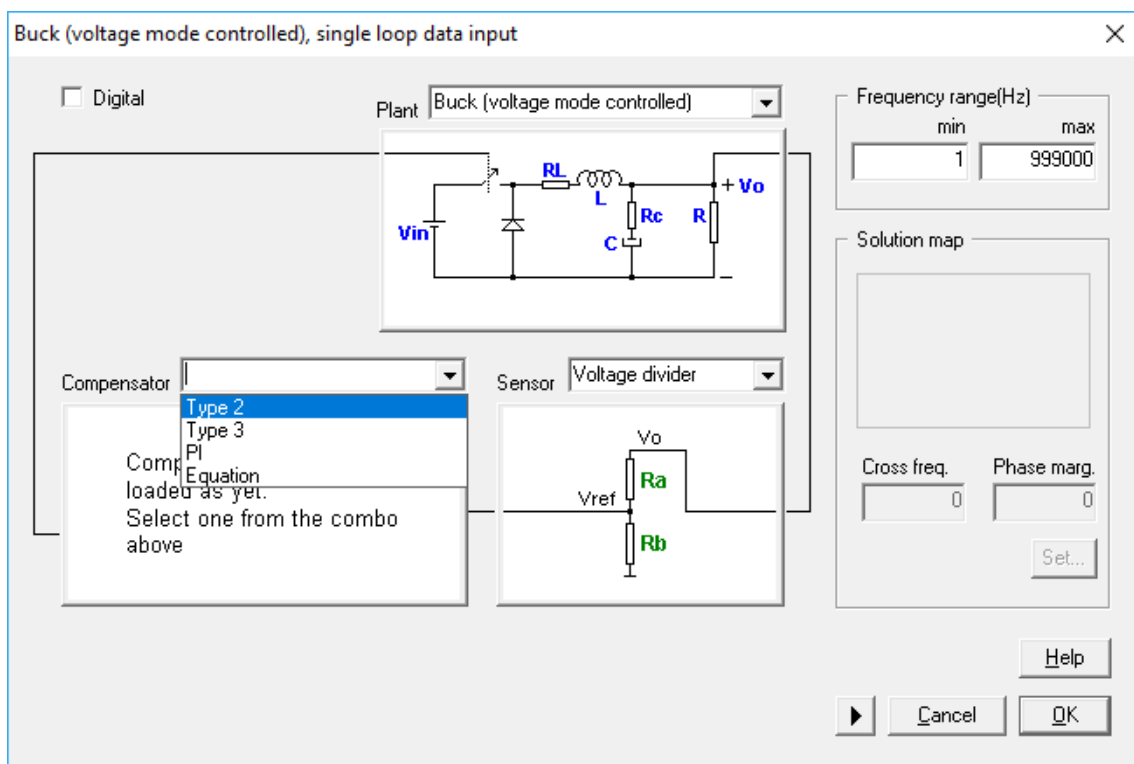 Buck (voltage mode controlled), single loop data input
Digital
Plant
Buck (voltage mode controlled)
Frequency range(Hz)
min
max
1
999000
RL
L
+ Vo
Vin
Rc
R
C
−
Solution map
Compensator
Type 2
Type 3
PI
Equation
Comp
loaded as yet.
Select one from the combo
above
Sensor
Voltage divider
Vo
Ra
Vref
Rb
Cross freq.
Phase marg.
0
0
Set...
Help
Cancel
OK